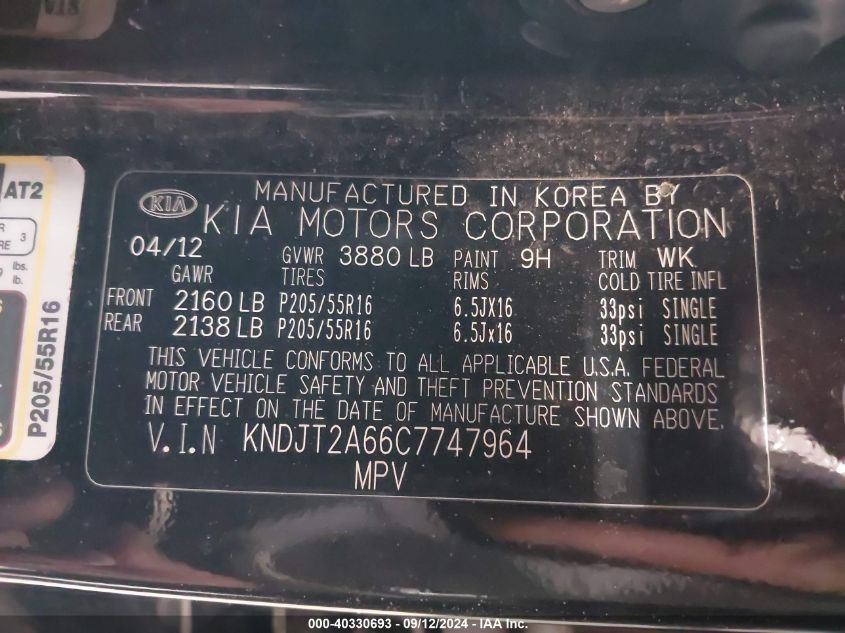 AT2
R
RE 3
lbs.
lb.
P205/55R16
KIA
MANUFACTURED IN KOREA BY
KIA MOTORS CORPORATION
04/12 GVWR 3880 LB PAINT 9H TRIM WK
GAWR TIRES RIMS COLD TIRE INFL
FRONT 2160 LB P205/55R16 6.5JX16 33psi SINGLE
REAR 2138 LB P205/55R16 6.5Jx16 33psi SINGLE
THIS VEHICLE CONFORMS TO ALL APPLICABLE U.S.A. FEDERAL
MOTOR VEHICLE SAFETY AND THEFT PREVENTION STANDARDS
IN EFFECT ON THE DATE OF MANUFACTURE SHOWN ABOVE.
V.I.N KNDJT2A66C7747964
MPV
000-40330693 - 09/12/2024 - IAA Inc.